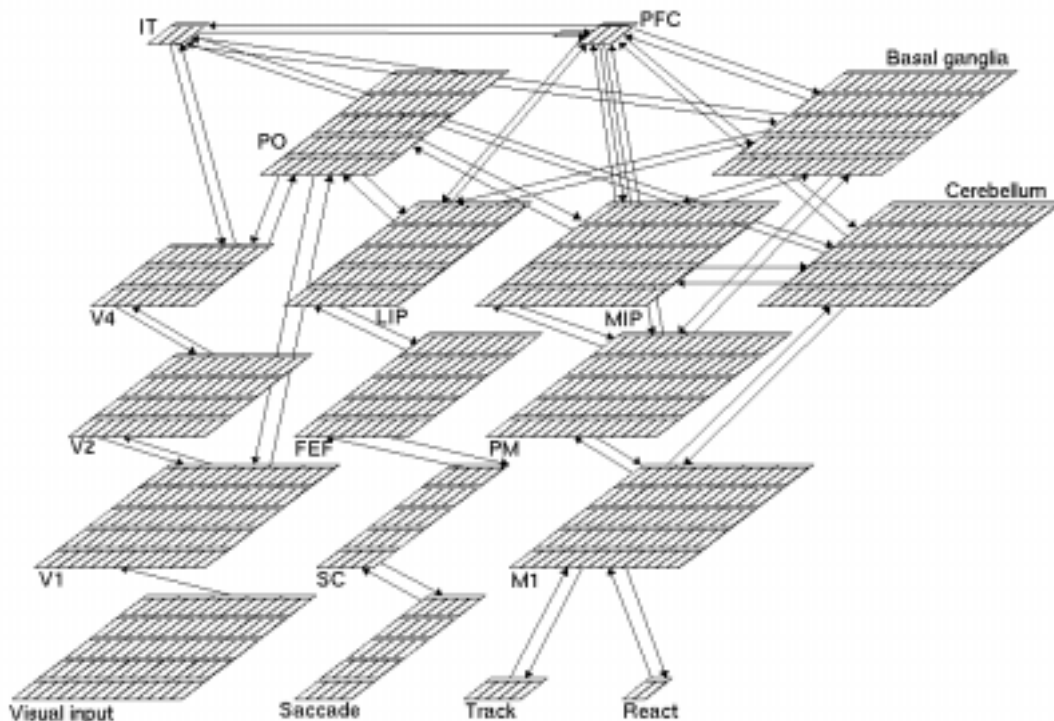 IT
PFC
Basal ganglia
PO
Cerebellum
V4
LIP
MIP
V2
FEF
PM
V1
SC
M1
Visual input
Saccade
Track
React